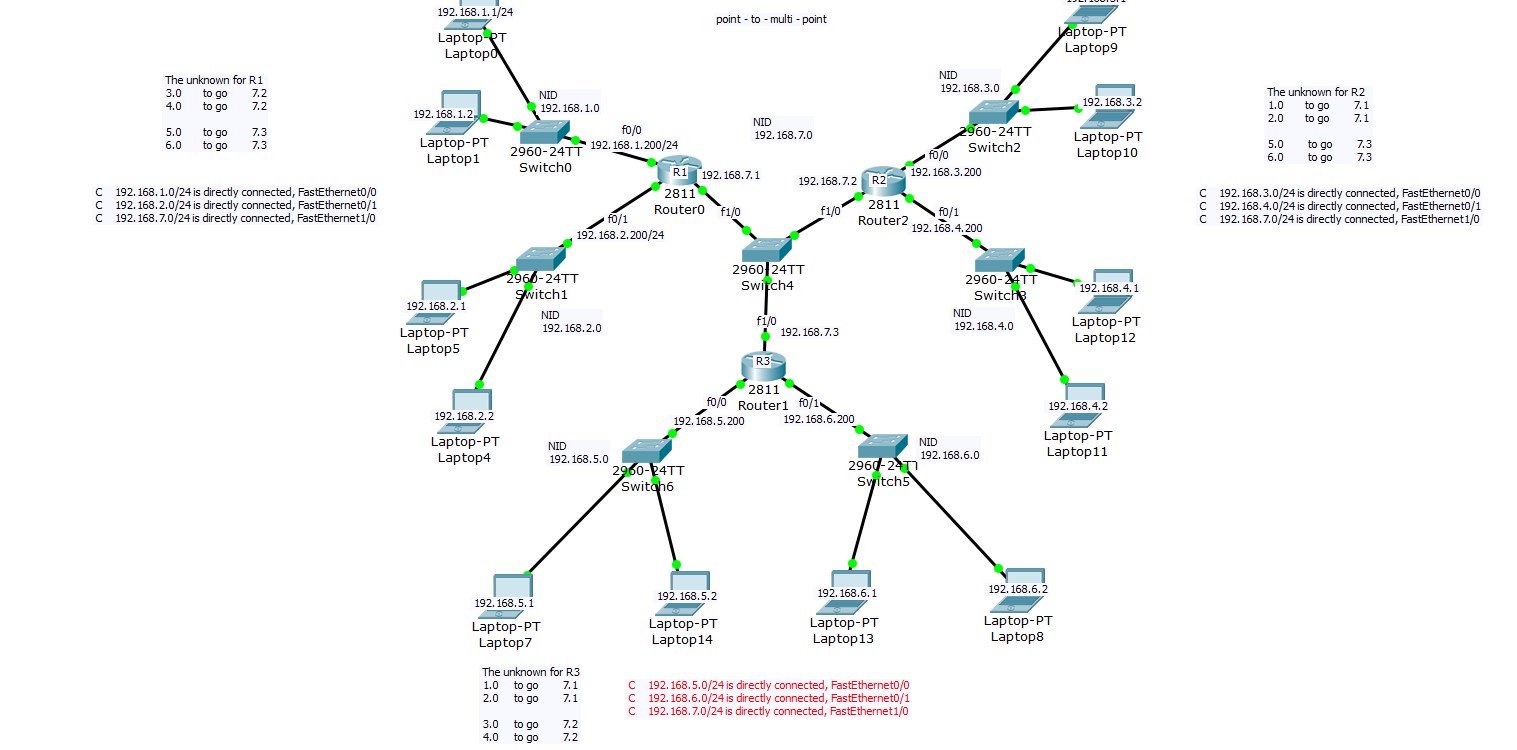 192.168.1.1/24
Laptop-PT
Laptop0
point - to - multi - point
Laptop-PT
Laptop9
The unknown for R1
3.0 to go 7.2
4.0 to go 7.2
5.0 to go 7.3
6.0 to go 7.3
C 192.168.1.0/24 is directly connected, FastEthernet0/0
C 192.168.2.0/24 is directly connected, FastEthernet0/1
C 192.168.7.0/24 is directly connected, FastEthernet1/0
192.168.1.2
Laptop-PT
Laptop1
NID
192.168.1.0
2960-24TT
Switch0
f0/0
192.168.1.200/24
NID
192.168.7.0
R1
192.168.7.1
2811
Router0
f0/1
f1/0
192.168.2.200/24
NID
192.168.3.0
192.168.3.2
Laptop-PT
Laptop10
2960-24TT
Switch2
f0/0
192.168.3.200
192.168.7.2
R2
2811
Router2
f1/0
f0/1
192.168.4.200
The unknown for R2
1.0 to go 7.1
2.0 to go 7.1
5.0 to go 7.3
6.0 to go 7.3
C 192.168.3.0/24 is directly connected, FastEthernet0/0
C 192.168.4.0/24 is directly connected, FastEthernet0/1
C 192.168.7.0/24 is directly connected, FastEthernet1/0
2960-24TT
Switch1
192.168.2.1
Laptop-PT
Laptop5
NID
192.168.2.0
192.168.2.2
Laptop-PT
Laptop4
2960-24TT
Switch4
f1/0
192.168.7.3
R3
2811
Router1
f0/0
f0/1
192.168.5.200
192.168.6.200
2960-24TT
Switch3
192.168.4.1
Laptop-PT
Laptop12
NID
192.168.4.0
192.168.4.2
Laptop-PT
Laptop11
NID
192.168.5.0
2960-24TT
Switch6
2960-24TT
Switch5
NID
192.168.6.0
192.168.5.1
Laptop-PT
Laptop7
192.168.5.2
Laptop-PT
Laptop14
192.168.6.1
Laptop-PT
Laptop13
192.168.6.2
Laptop-PT
Laptop8
The unknown for R3
1.0 to go 7.1
2.0 to go 7.1
3.0 to go 7.2
4.0 to go 7.2
C 192.168.5.0/24 is directly connected, FastEthernet0/0
C 192.168.6.0/24 is directly connected, FastEthernet0/1
C 192.168.7.0/24 is directly connected, FastEthernet1/0